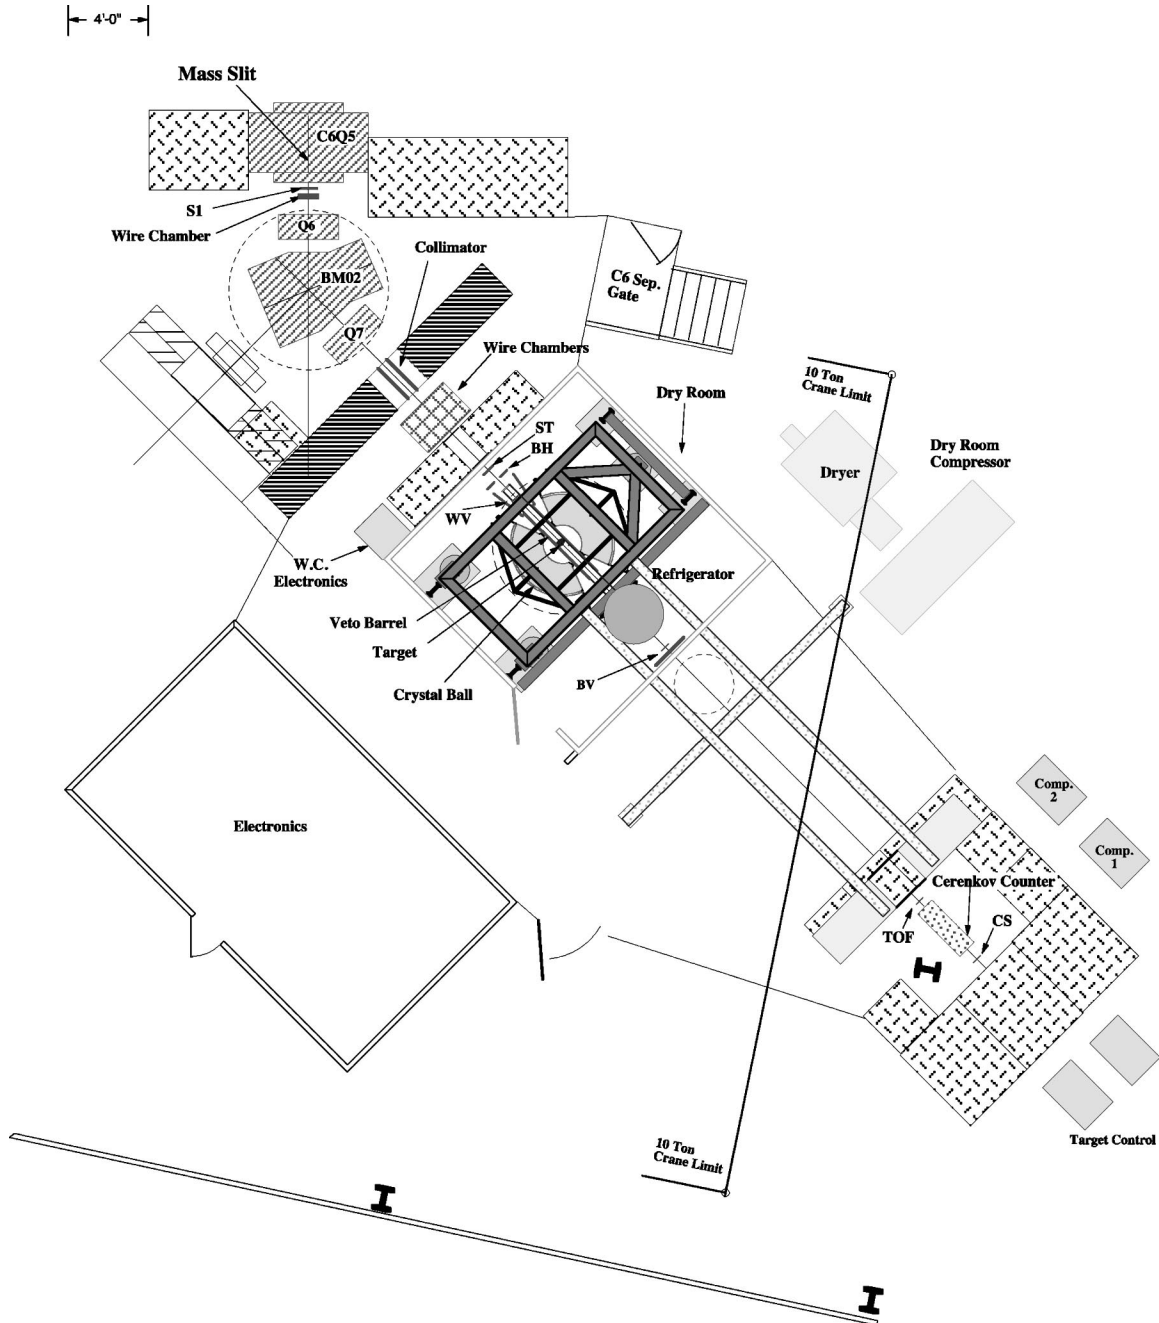 4'-0"
Mass Slit
C6Q5
S1
Wire Chamber
Q6
BM02
Q7
Collimator
C6 Sep.
Gate
Wire Chambers
10 Ton
Crane Limit
Dry Room
ST
BH
Dryer
Dry Room
Compressor
WV
W.C.
Electronics
Refrigerator
Veto Barrel
Target
BV
Crystal Ball
Comp.
2
Electronics
Comp.
1
Cerenkov Counter
CS
TOF
Target Control
10 Ton
Crane Limit